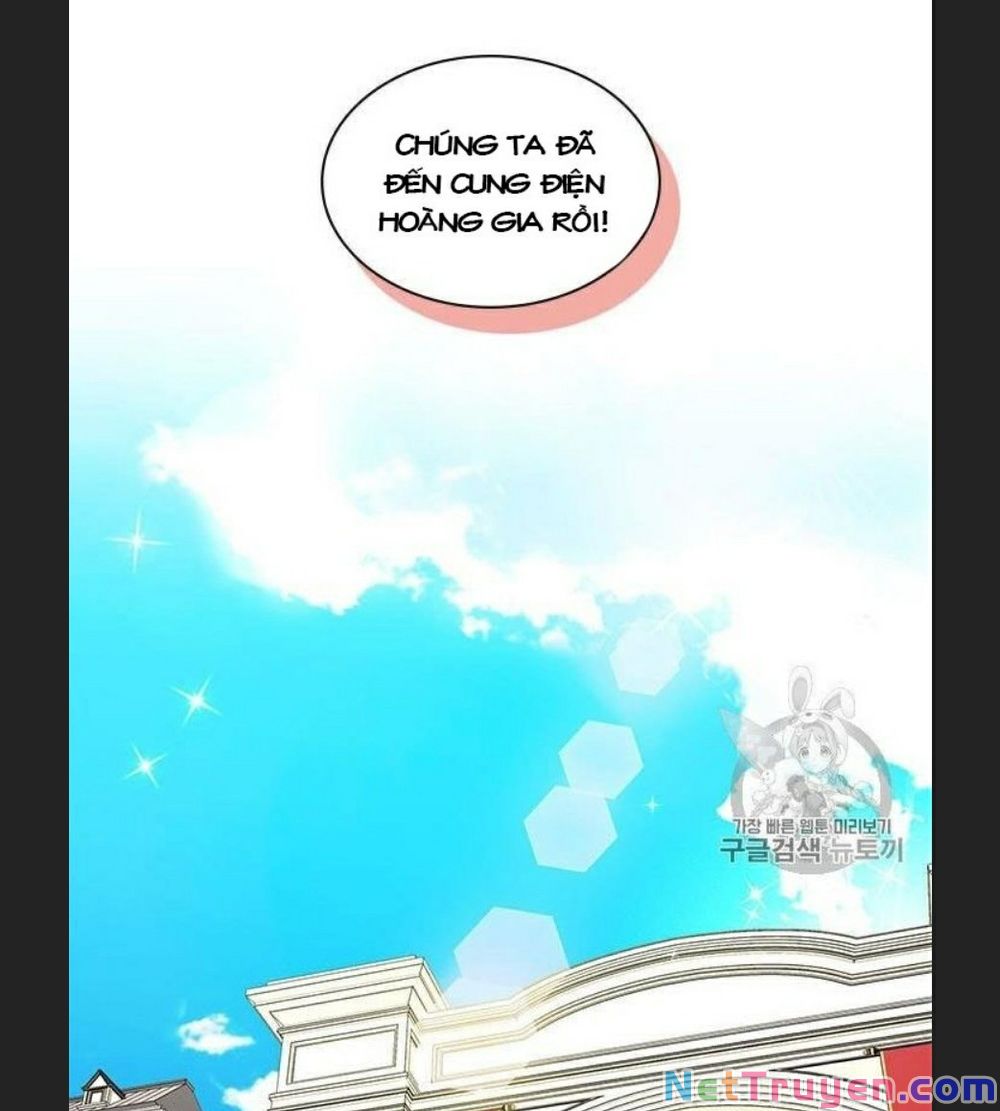 CHÚNG TA ĐÃ
ĐẾN CUNG ĐIỆN
HOÀNG GIA RỒI!
가장 빠른 웹툰 미리보기
구글검색 뉴토끼
NetTruyen.com